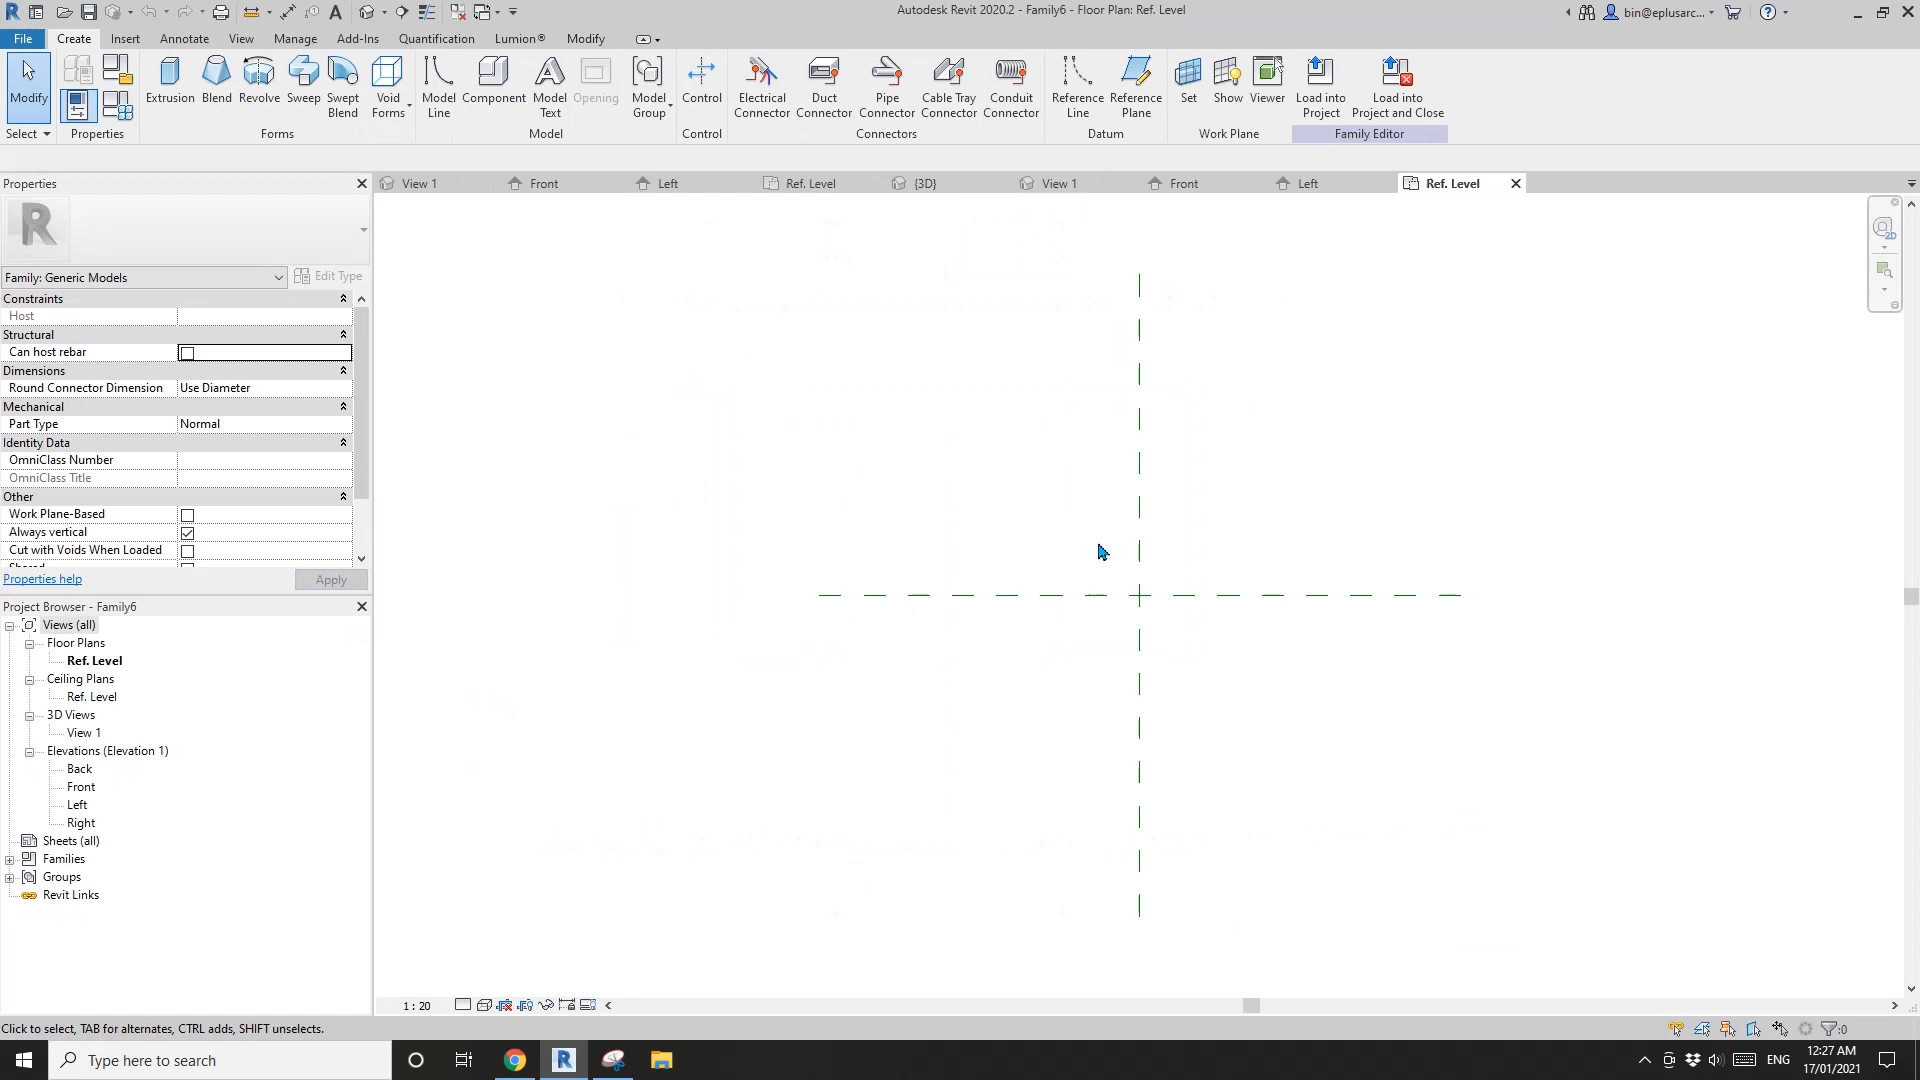 Autodesk Revit 2020.2 - Family6 - Floor Plan: Ref. Level
bin@eplusarc...
File Create Insert Annotate View Manage Add-Ins Quantification Lumion® Modify
Modify Extrusion Blend Revolve Sweep Swept Blend Void Forms Model Line Component Model Text Opening Model Group Control Electrical Connector Duct Connector Pipe Connector Cable Tray Connector Conduit Connector Reference Line Reference Plane Set Show Viewer Load into Project Load into Project and Close
Select Properties Forms Model Control Connectors Datum Work Plane Family Editor
Properties
View 1 Front Left Ref. Level {3D} View 1 Front Left Ref. Level
2D
Family: Generic Models Edit Type
Constraints
Host
Structural
Can host rebar
Dimensions
Round Connector Dimension Use Diameter
Mechanical
Part Type Normal
Identity Data
OmniClass Number
OmniClass Title
Other
Work Plane-Based
Always vertical
Cut with Voids When Loaded
Shared
Properties help Apply
Project Browser - Family6
Views (all)
Floor Plans
Ref. Level
Ceiling Plans
Ref. Level
3D Views
View 1
Elevations (Elevation 1)
Back
Front
Left
Right
Sheets (all)
Families
Groups
Revit Links
1 : 20
Click to select, TAB for alternates, CTRL adds, SHIFT unselects.
:0
Type here to search
ENG
12:27 AM
17/01/2021